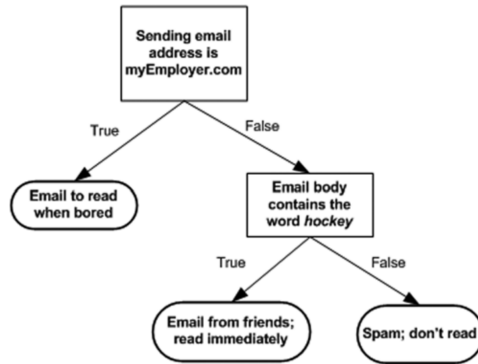 Sending email
address is
myEmployer.com
True
False
Email to read
when bored
Email body
contains the
word hockey
True
False
Email from friends;
read immediately
Spam; don't read